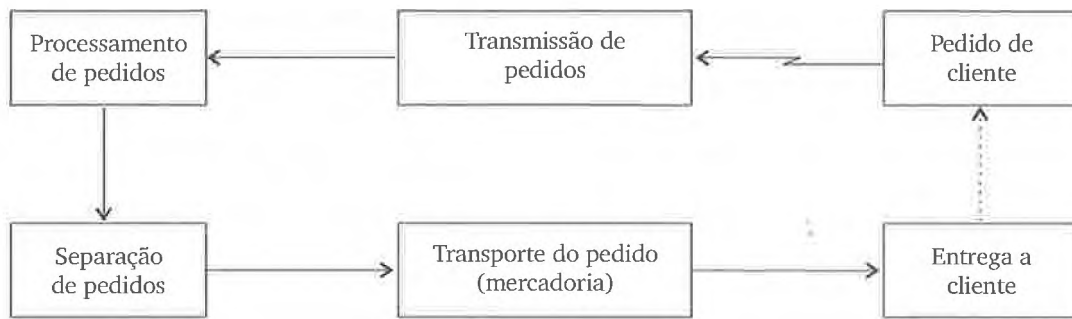 Processamento
de pedidos
Transmissão de
pedidos
Pedido de
cliente
Separação
de pedidos
Transporte do pedido
(mercadoria)
Entrega a
cliente